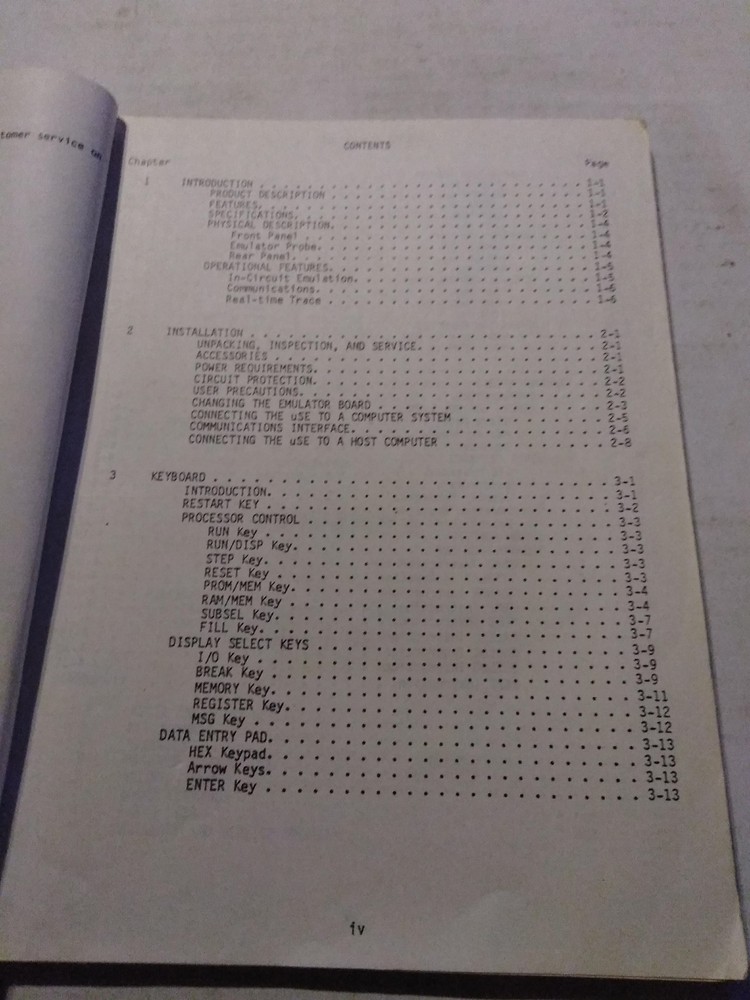 tomer service on
CONTENTS
Chapter Page
1 INTRODUCTION . . . . . . . . . . . . . . . . . . . . . . . 1-1
PRODUCT DESCRIPTION . . . . . . . . . . . . . . . . . . 1-1
FEATURES. . . . . . . . . . . . . . . . . . . . . . . 1-1
SPECIFICATIONS. . . . . . . . . . . . . . . . . . . . 1-2
PHYSICAL DESCRIPTION. . . . . . . . . . . . . . . . . 1-4
Front Panel . . . . . . . . . . . . . . . . . . . . 1-4
Emulator Probe. . . . . . . . . . . . . . . . . . . 1-4
Rear Panel. . . . . . . . . . . . . . . . . . . . . 1-4
OPERATIONAL FEATURES. . . . . . . . . . . . . . . . . 1-5
In-Circuit Emulation. . . . . . . . . . . . . . . . 1-5
Communications. . . . . . . . . . . . . . . . . . . 1-6
Real-time Trace . . . . . . . . . . . . . . . . . . 1-6
2 INSTALLATION . . . . . . . . . . . . . . . . . . . . . . . 2-1
UNPACKING, INSPECTION, AND SERVICE. . . . . . . . . . 2-1
ACCESSORIES . . . . . . . . . . . . . . . . . . . . . 2-1
POWER REQUIREMENTS. . . . . . . . . . . . . . . . . . 2-1
CIRCUIT PROTECTION. . . . . . . . . . . . . . . . . . 2-2
USER PRECAUTIONS. . . . . . . . . . . . . . . . . . . 2-2
CHANGING THE EMULATOR BOARD . . . . . . . . . . . . . 2-3
CONNECTING THE uSE TO A COMPUTER SYSTEM . . . . . . . 2-5
COMMUNICATIONS INTERFACE. . . . . . . . . . . . . . . 2-6
CONNECTING THE uSE TO A HOST COMPUTER . . . . . . . . 2-8
3 KEYBOARD . . . . . . . . . . . . . . . . . . . . . . . . . 3-1
INTRODUCTION. . . . . . . . . . . . . . . . . . . . . 3-1
RESTART KEY . . . . . . . . . . . . . . . . . . . . . 3-2
PROCESSOR CONTROL . . . . . . . . . . . . . . . . . . 3-3
RUN Key . . . . . . . . . . . . . . . . . . . . . . 3-3
RUN/DISP Key. . . . . . . . . . . . . . . . . . . . 3-3
STEP Key. . . . . . . . . . . . . . . . . . . . . . 3-3
RESET Key . . . . . . . . . . . . . . . . . . . . . 3-3
PROM/MEM Key. . . . . . . . . . . . . . . . . . . . 3-4
RAM/MEM Key . . . . . . . . . . . . . . . . . . . . 3-4
SUBSEL Key. . . . . . . . . . . . . . . . . . . . . 3-7
FILL Key. . . . . . . . . . . . . . . . . . . . . . 3-7
DISPLAY SELECT KEYS . . . . . . . . . . . . . . . . . 3-9
I/O Key . . . . . . . . . . . . . . . . . . . . . . 3-9
BREAK Key . . . . . . . . . . . . . . . . . . . . . 3-9
MEMORY Key. . . . . . . . . . . . . . . . . . . . . 3-11
REGISTER Key. . . . . . . . . . . . . . . . . . . . 3-12
MSG Key . . . . . . . . . . . . . . . . . . . . . . 3-12
DATA ENTRY PAD. . . . . . . . . . . . . . . . . . . . 3-13
HEX Keypad. . . . . . . . . . . . . . . . . . . . . 3-13
Arrow Keys. . . . . . . . . . . . . . . . . . . . . 3-13
ENTER Key . . . . . . . . . . . . . . . . . . . . . 3-13
iv